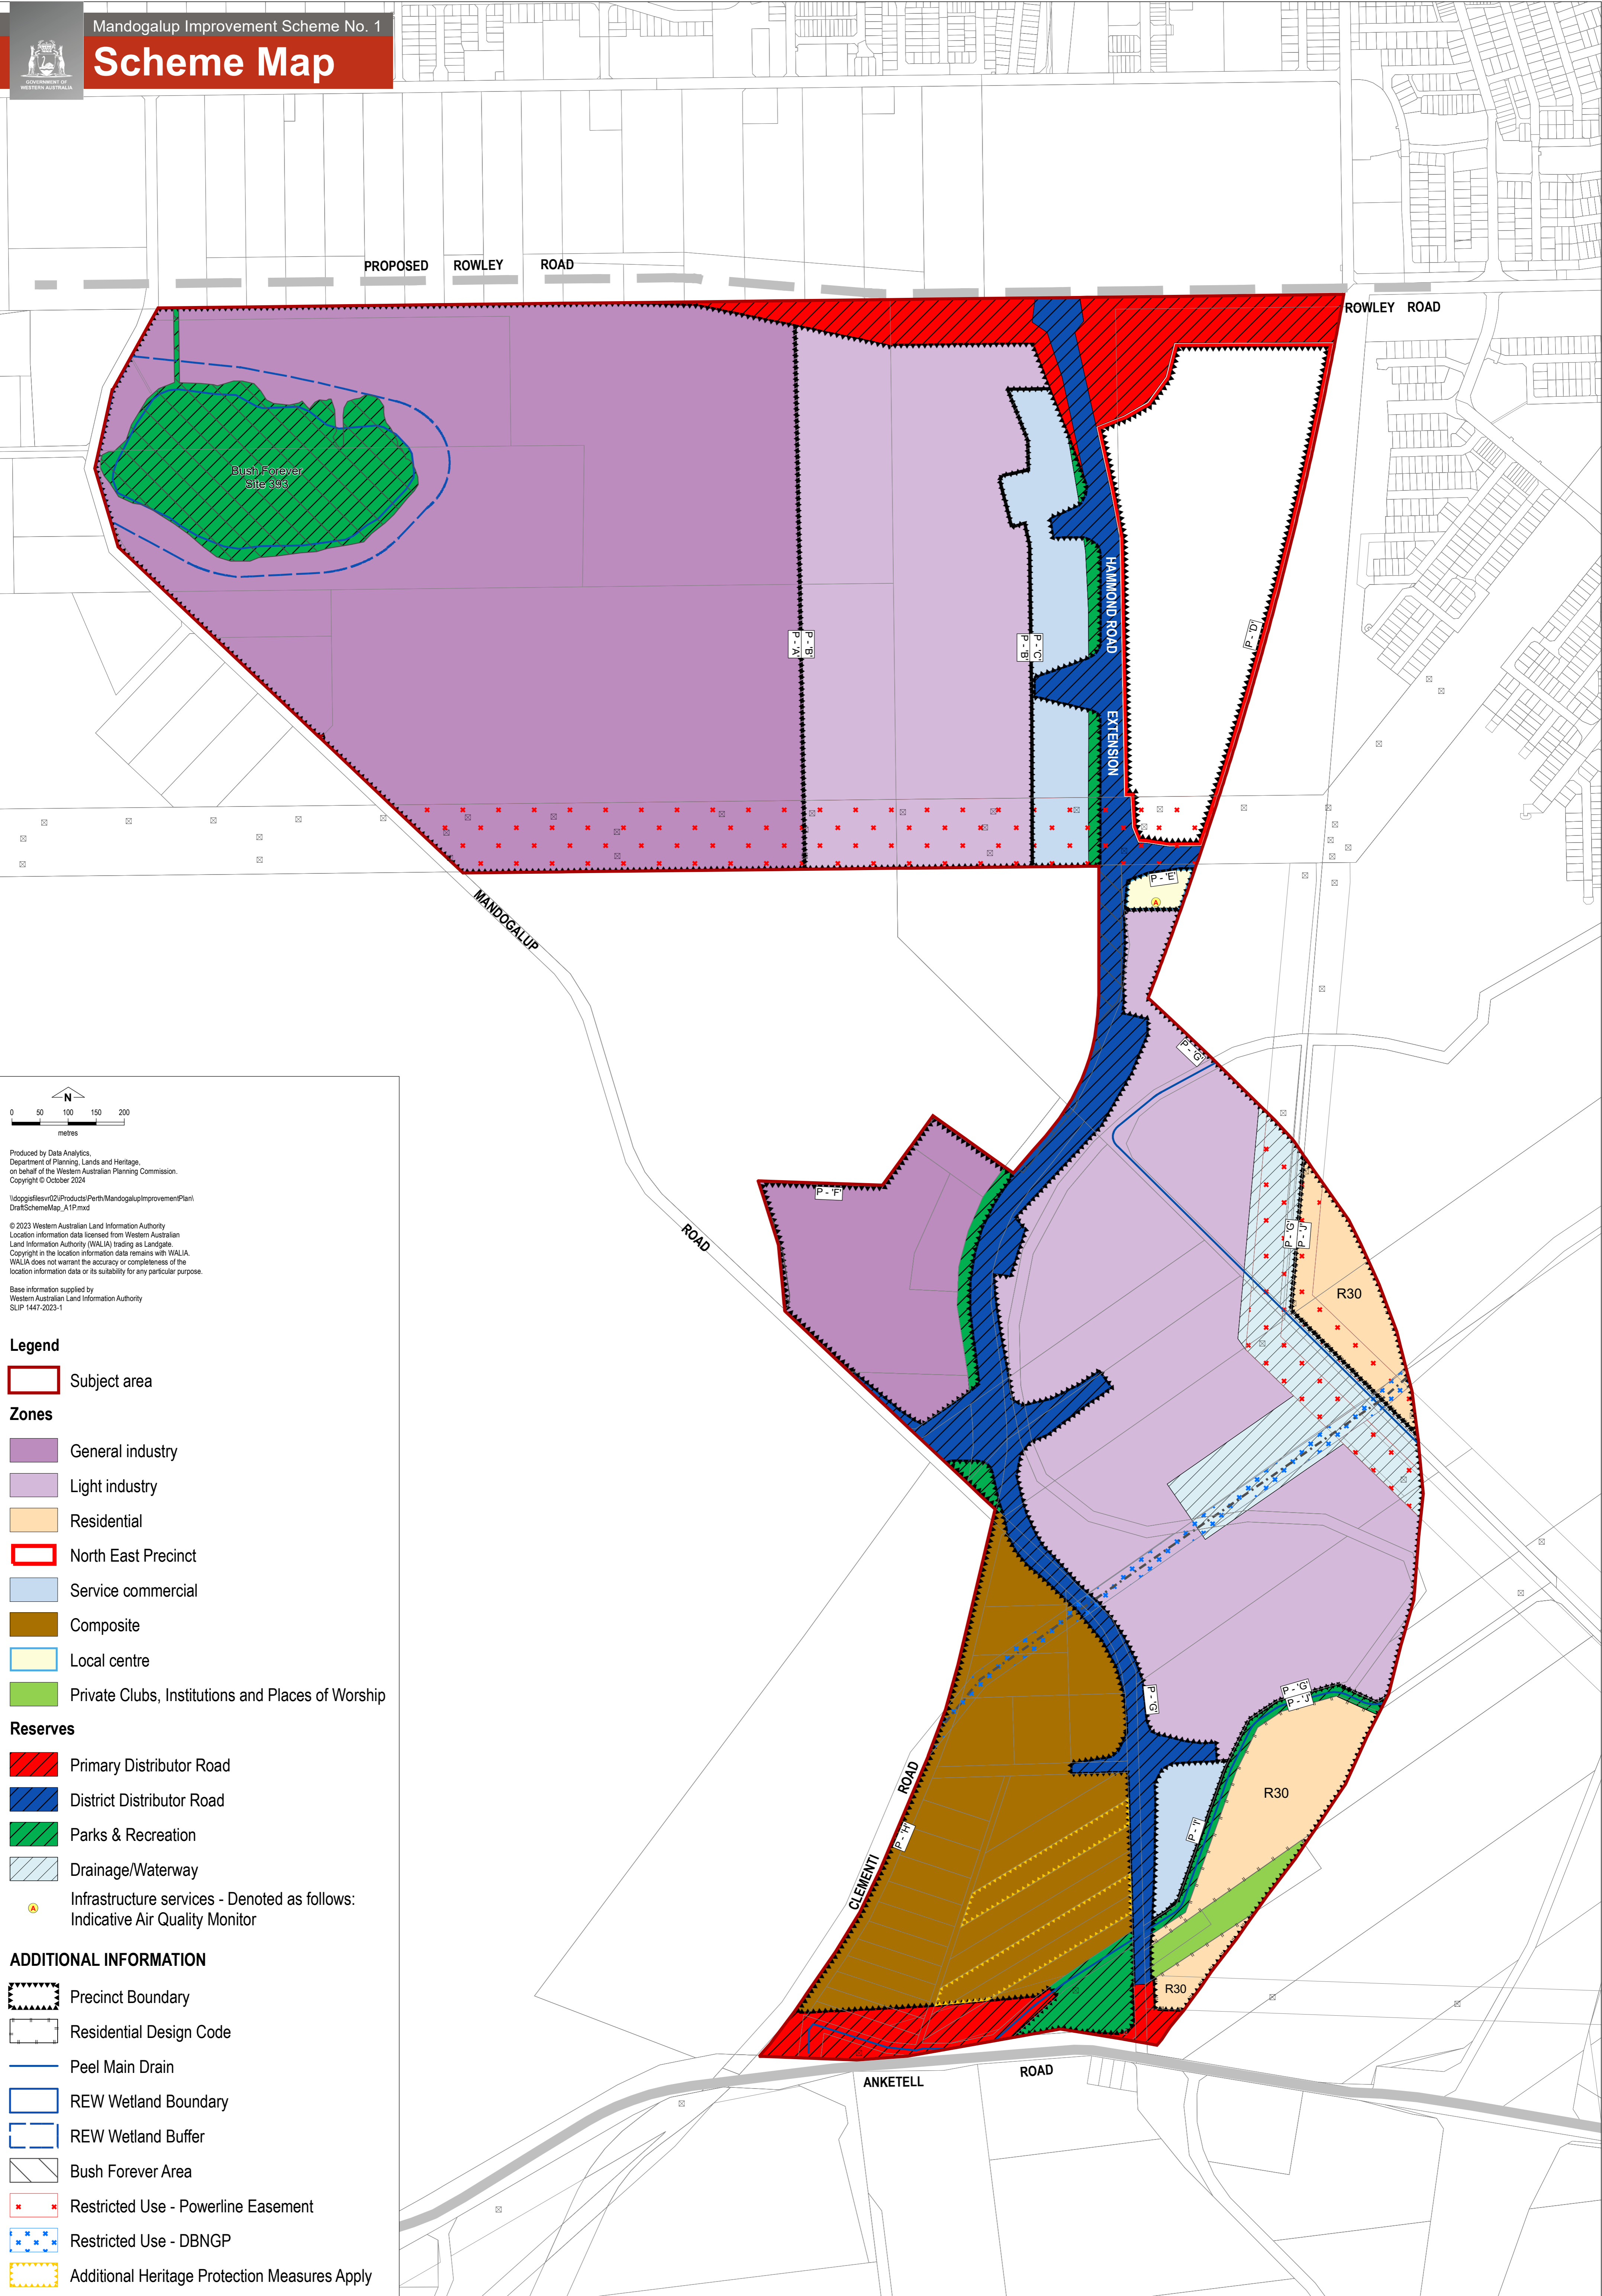 Mandogalup Improvement Scheme No. 1
Scheme Map
GOVERNMENT OF
WESTERN AUSTRALIA
PROPOSED ROWLEY ROAD
ROWLEY ROAD
Bush Forever
Site 393
HAMMOND ROAD
EXTENSION
P - 'A'
P - 'B'
P - 'B'
P - 'C'
P - 'D'
P - 'E'
A
MANDOGALUP
ROAD
P - 'G'
P - 'F'
P - 'G'
P - 'J'
R30
P - 'G'
P - 'G'
P - 'J'
R30
P - 'I'
R30
ROAD
P - 'H'
CLEMENTI
ANKETELL
ROAD
N
0 50 100 150 200
metres
Produced by Data Analytics,
Department of Planning, Lands and Heritage,
on behalf of the Western Australian Planning Commission.
Copyright © October 2024
\\dopgisfilesvr02\iProducts\Perth/MandogalupImprovementPlan\
DraftSchemeMap_A1P.mxd
© 2023 Western Australian Land Information Authority
Location information data licensed from Western Australian
Land Information Authority (WALIA) trading as Landgate.
Copyright in the location information data remains with WALIA.
WALIA does not warrant the accuracy or completeness of the
location information data or its suitability for any particular purpose.
Base information supplied by
Western Australian Land Information Authority
SLIP 1447-2023-1
Legend
Subject area
Zones
General industry
Light industry
Residential
North East Precinct
Service commercial
Composite
Local centre
Private Clubs, Institutions and Places of Worship
Reserves
Primary Distributor Road
District Distributor Road
Parks & Recreation
Drainage/Waterway
A
Infrastructure services - Denoted as follows:
Indicative Air Quality Monitor
ADDITIONAL INFORMATION
Precinct Boundary
Residential Design Code
Peel Main Drain
REW Wetland Boundary
REW Wetland Buffer
Bush Forever Area
Restricted Use - Powerline Easement
Restricted Use - DBNGP
Additional Heritage Protection Measures Apply